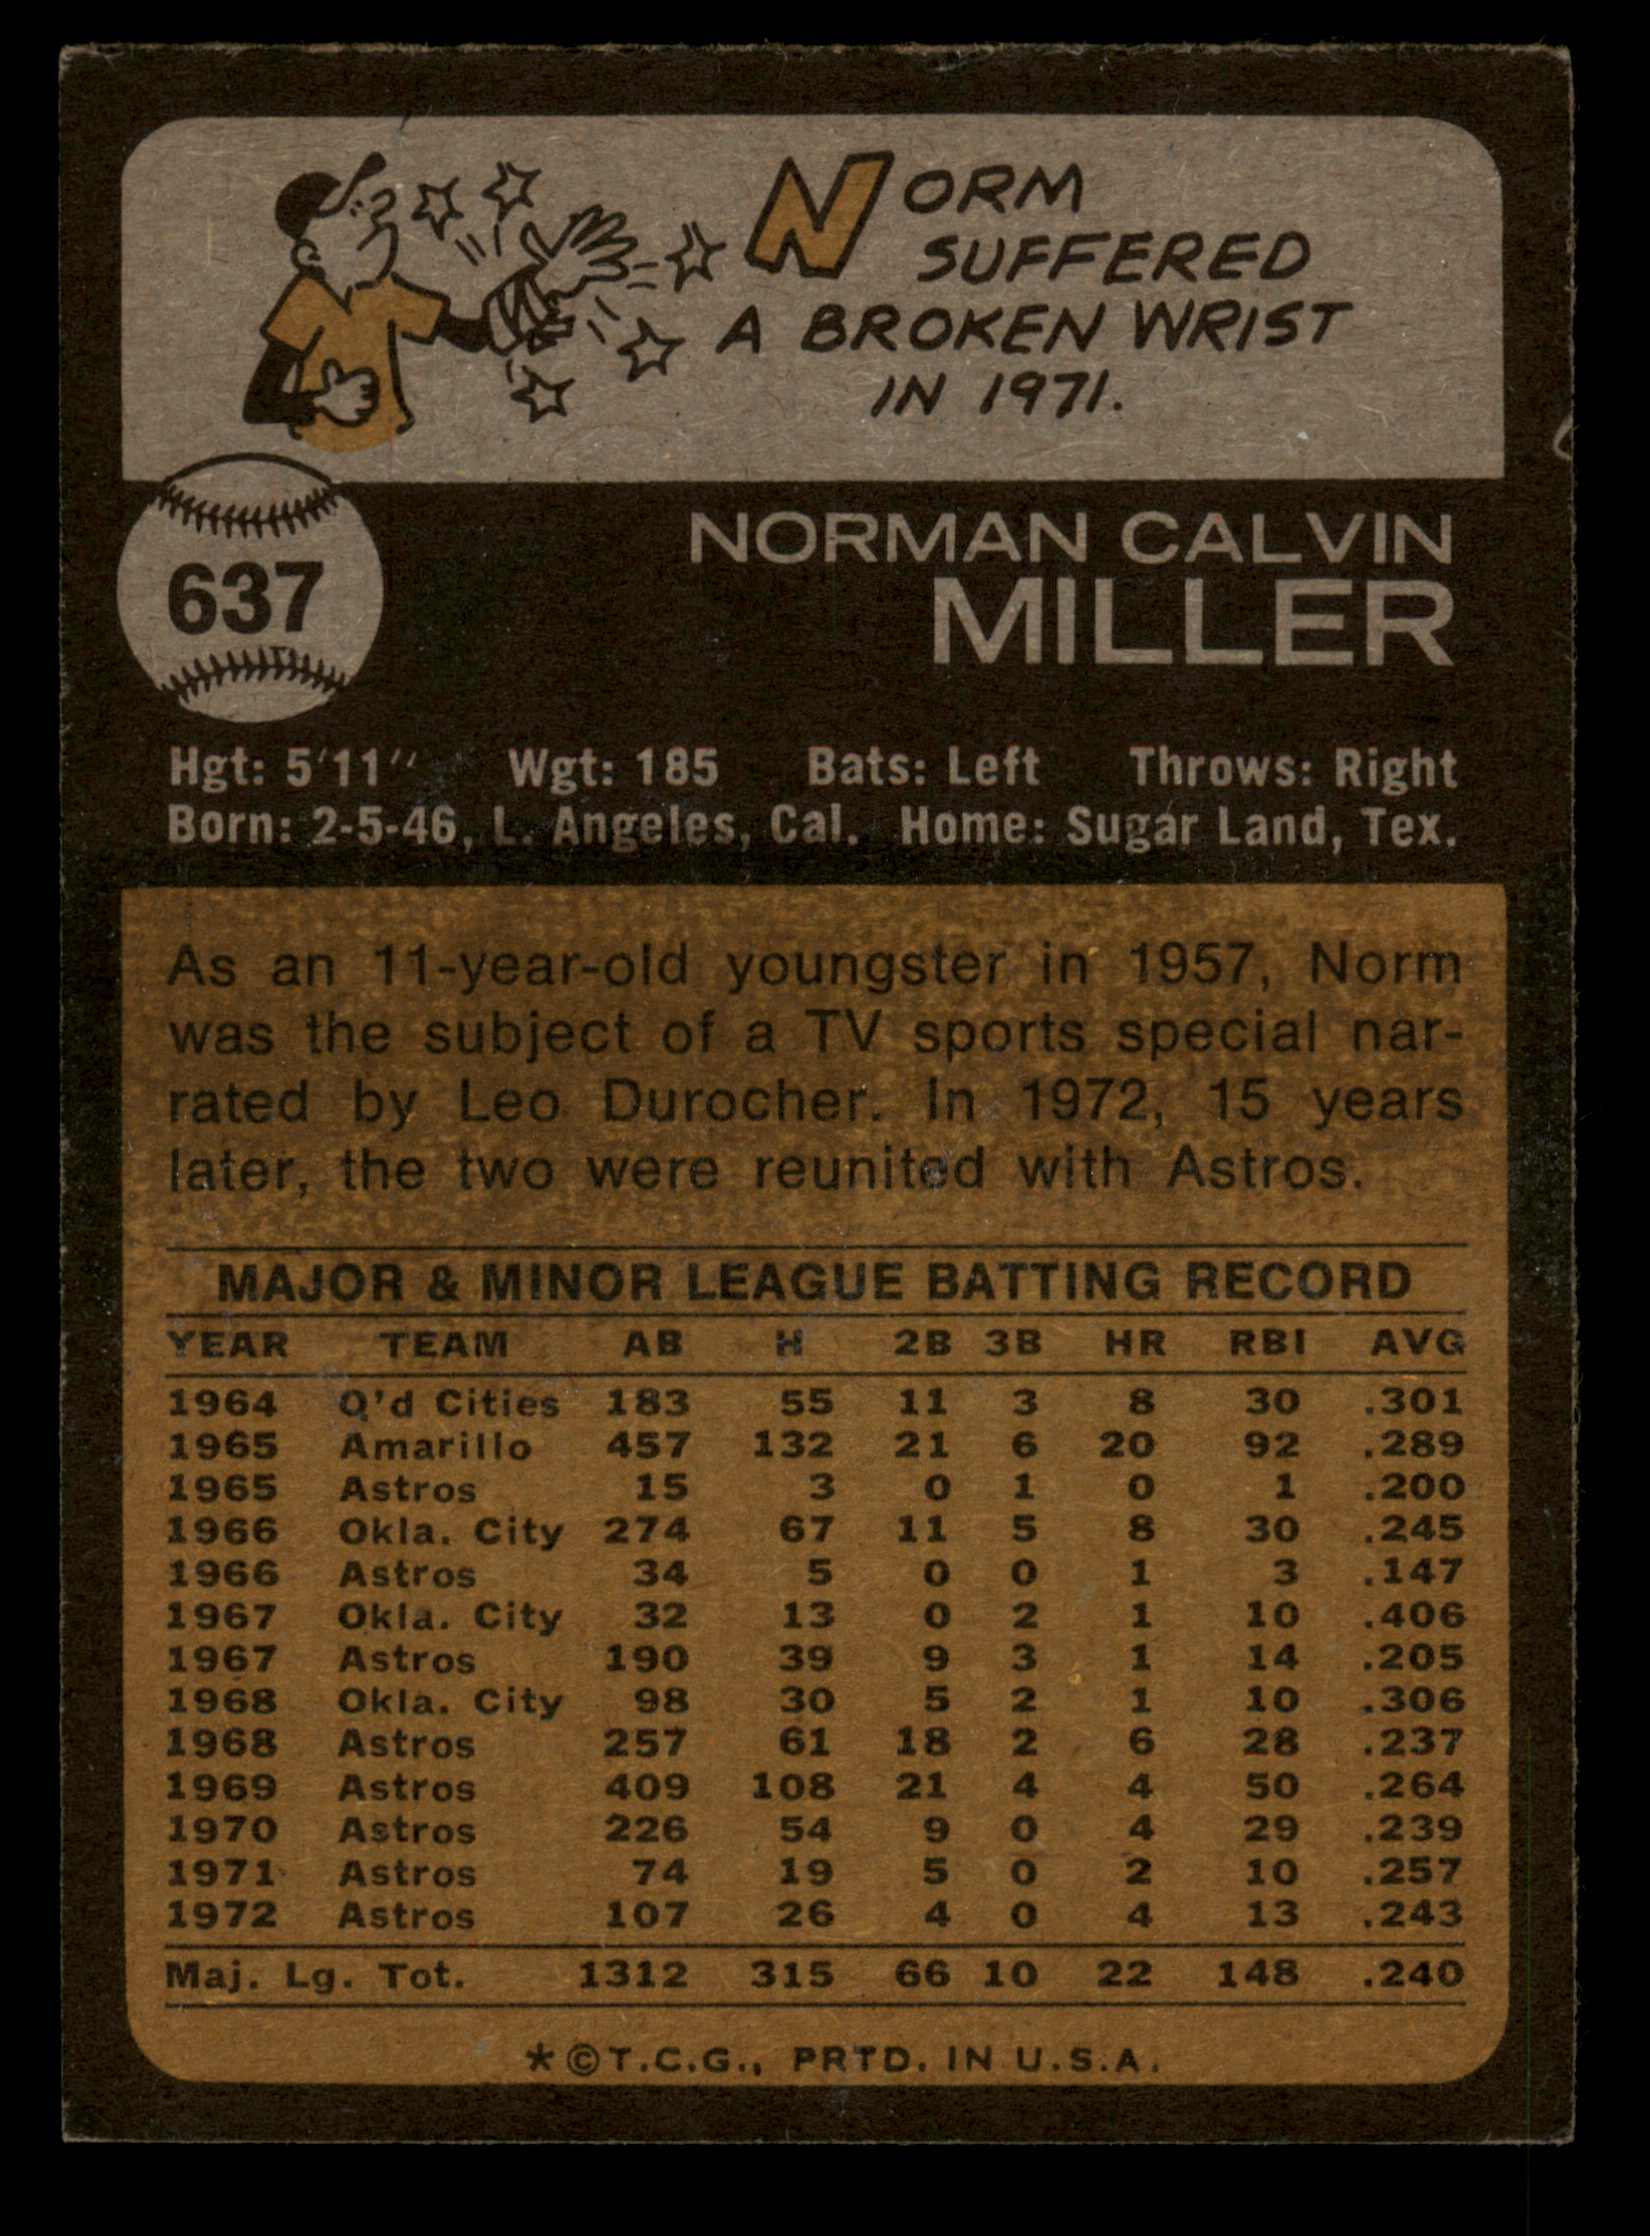 NORM
SUFFERED
A BROKEN WRIST
IN 1971.
637
NORMAN CALVIN
MILLER
Hgt: 5'11" Wgt: 185 Bats: Left Throws: Right
Born: 2-5-46, L. Angeles, Cal. Home: Sugar Land, Tex.
As an 11-year-old youngster in 1957, Norm
was the subject of a TV sports special nar-
rated by Leo Durocher. In 1972, 15 years
later, the two were reunited with Astros.
MAJOR & MINOR LEAGUE BATTING RECORD
YEAR TEAM AB H 2B 3B HR RBI AVG
1964 Q'd Cities 183 55 11 3 8 30 .301
1965 Amarillo 457 132 21 6 20 92 .289
1965 Astros 15 3 0 1 0 1 .200
1966 Okla. City 274 67 11 5 8 30 .245
1966 Astros 34 5 0 0 1 3 .147
1967 Okla. City 32 13 0 2 1 10 .406
1967 Astros 190 39 9 3 1 14 .205
1968 Okla. City 98 30 5 2 1 10 .306
1968 Astros 257 61 18 2 6 28 .237
1969 Astros 409 108 21 4 4 50 .264
1970 Astros 226 54 9 0 4 29 .239
1971 Astros 74 19 5 0 2 10 .257
1972 Astros 107 26 4 0 4 13 .243
Maj. Lg. Tot. 1312 315 66 10 22 148 .240
*©T.C.G., PRTD. IN U.S.A.